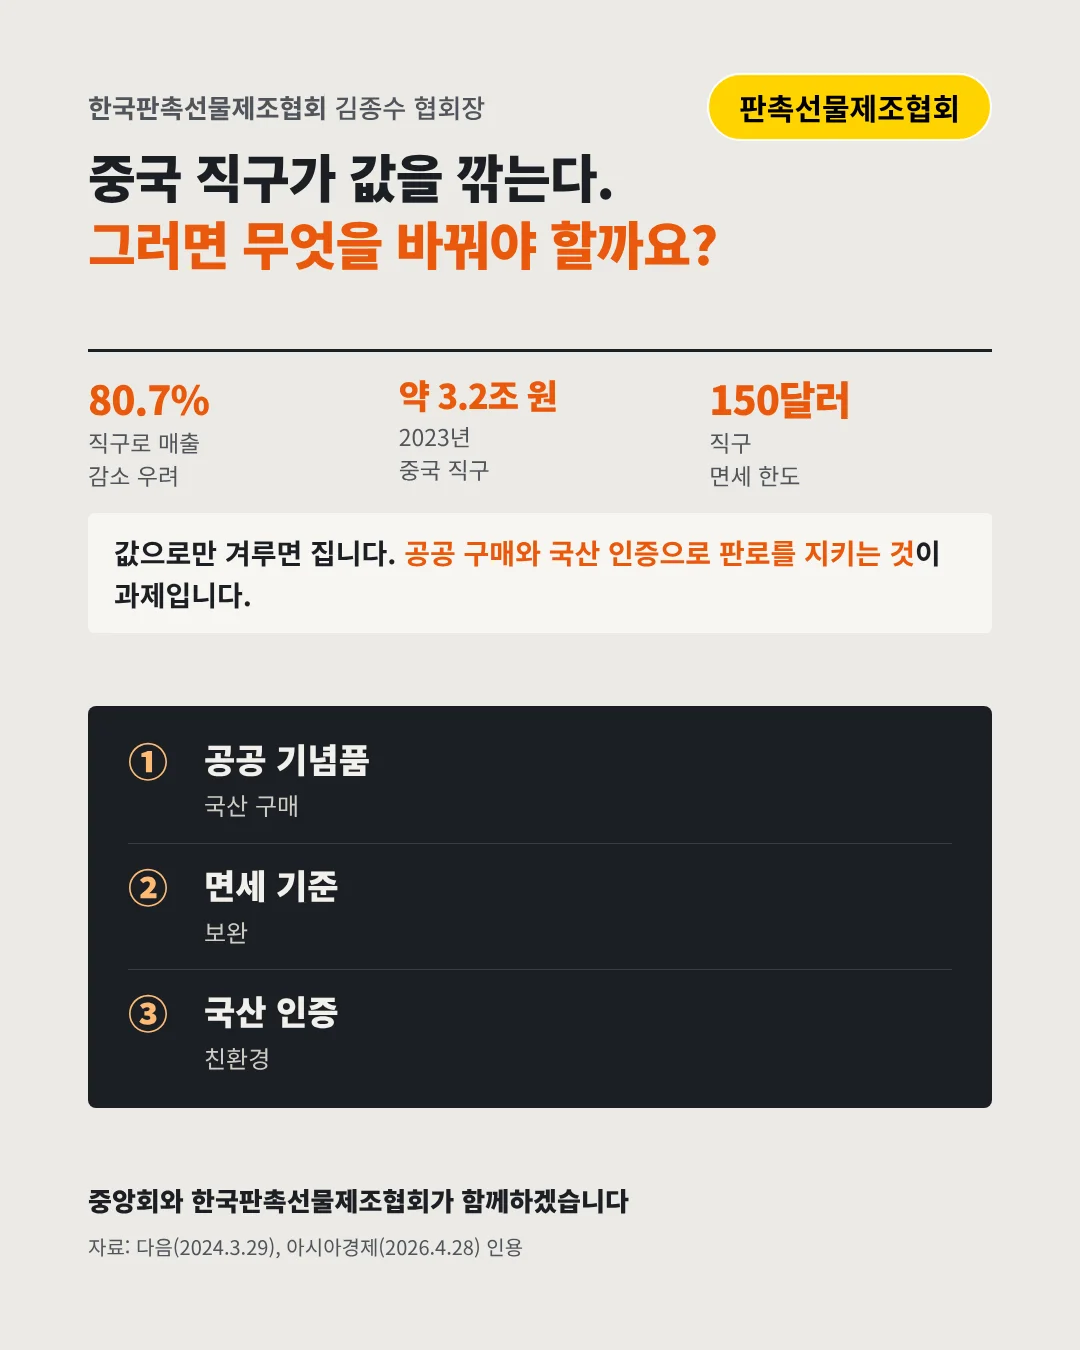 한국판촉선물제조협회 김종수 협회장
판촉선물제조협회
중국 직구가 값을 깎는다.
그러면 무엇을 바꿔야 할까요?
80.7%
직구로 매출
감소 우려
약 3.2조 원
2023년
중국 직구
150달러
직구
면세 한도
값으로만 겨루면 집니다. 공공 구매와 국산 인증으로 판로를 지키는 것이
과제입니다.
① 공공 기념품
국산 구매
② 면세 기준
보완
③ 국산 인증
친환경
중앙회와 한국판촉선물제조협회가 함께하겠습니다
자료: 다음(2024.3.29), 아시아경제(2026.4.28) 인용